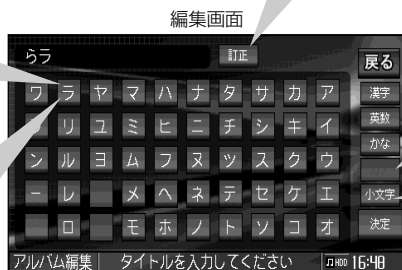 編集画面
らラ 訂正 戻る
ワ ラ ヤ マ ハ ナ タ サ カ ア 漢字
リ ユ ミ ヒ ニ チ シ キ イ 英数
ン ル ヨ ム フ ヌ ツ ス ク ウ かな
ー レ メ ヘ ネ テ セ ケ エ 小文字
ロ モ ホ ノ ト ソ コ オ 決定
アルバム編集 タイトルを入力してください HDD 16:48